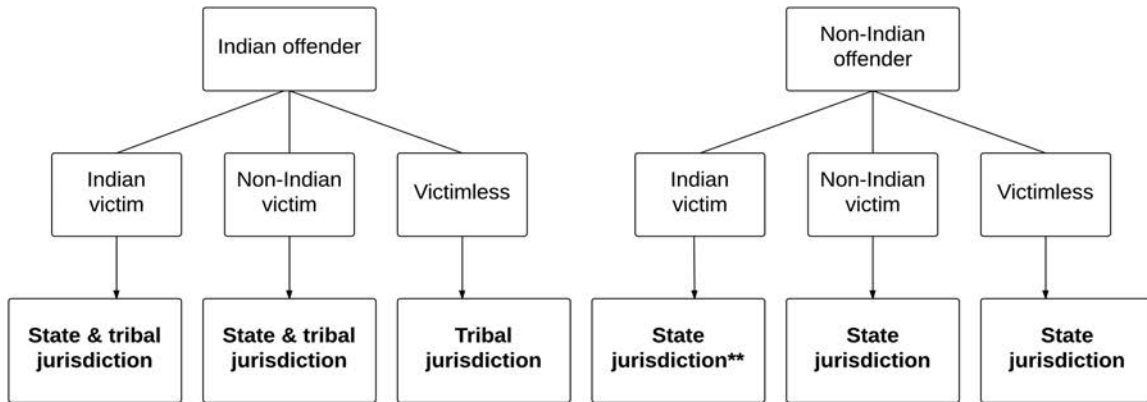 Indian offender
Non-Indian
offender
Indian
victim
Non-Indian
victim
Victimless
Indian
victim
Non-Indian
victim
Victimless
State & tribal
jurisdiction
State & tribal
jurisdiction
Tribal
jurisdiction
State
jurisdiction**
State
jurisdiction
State
jurisdiction